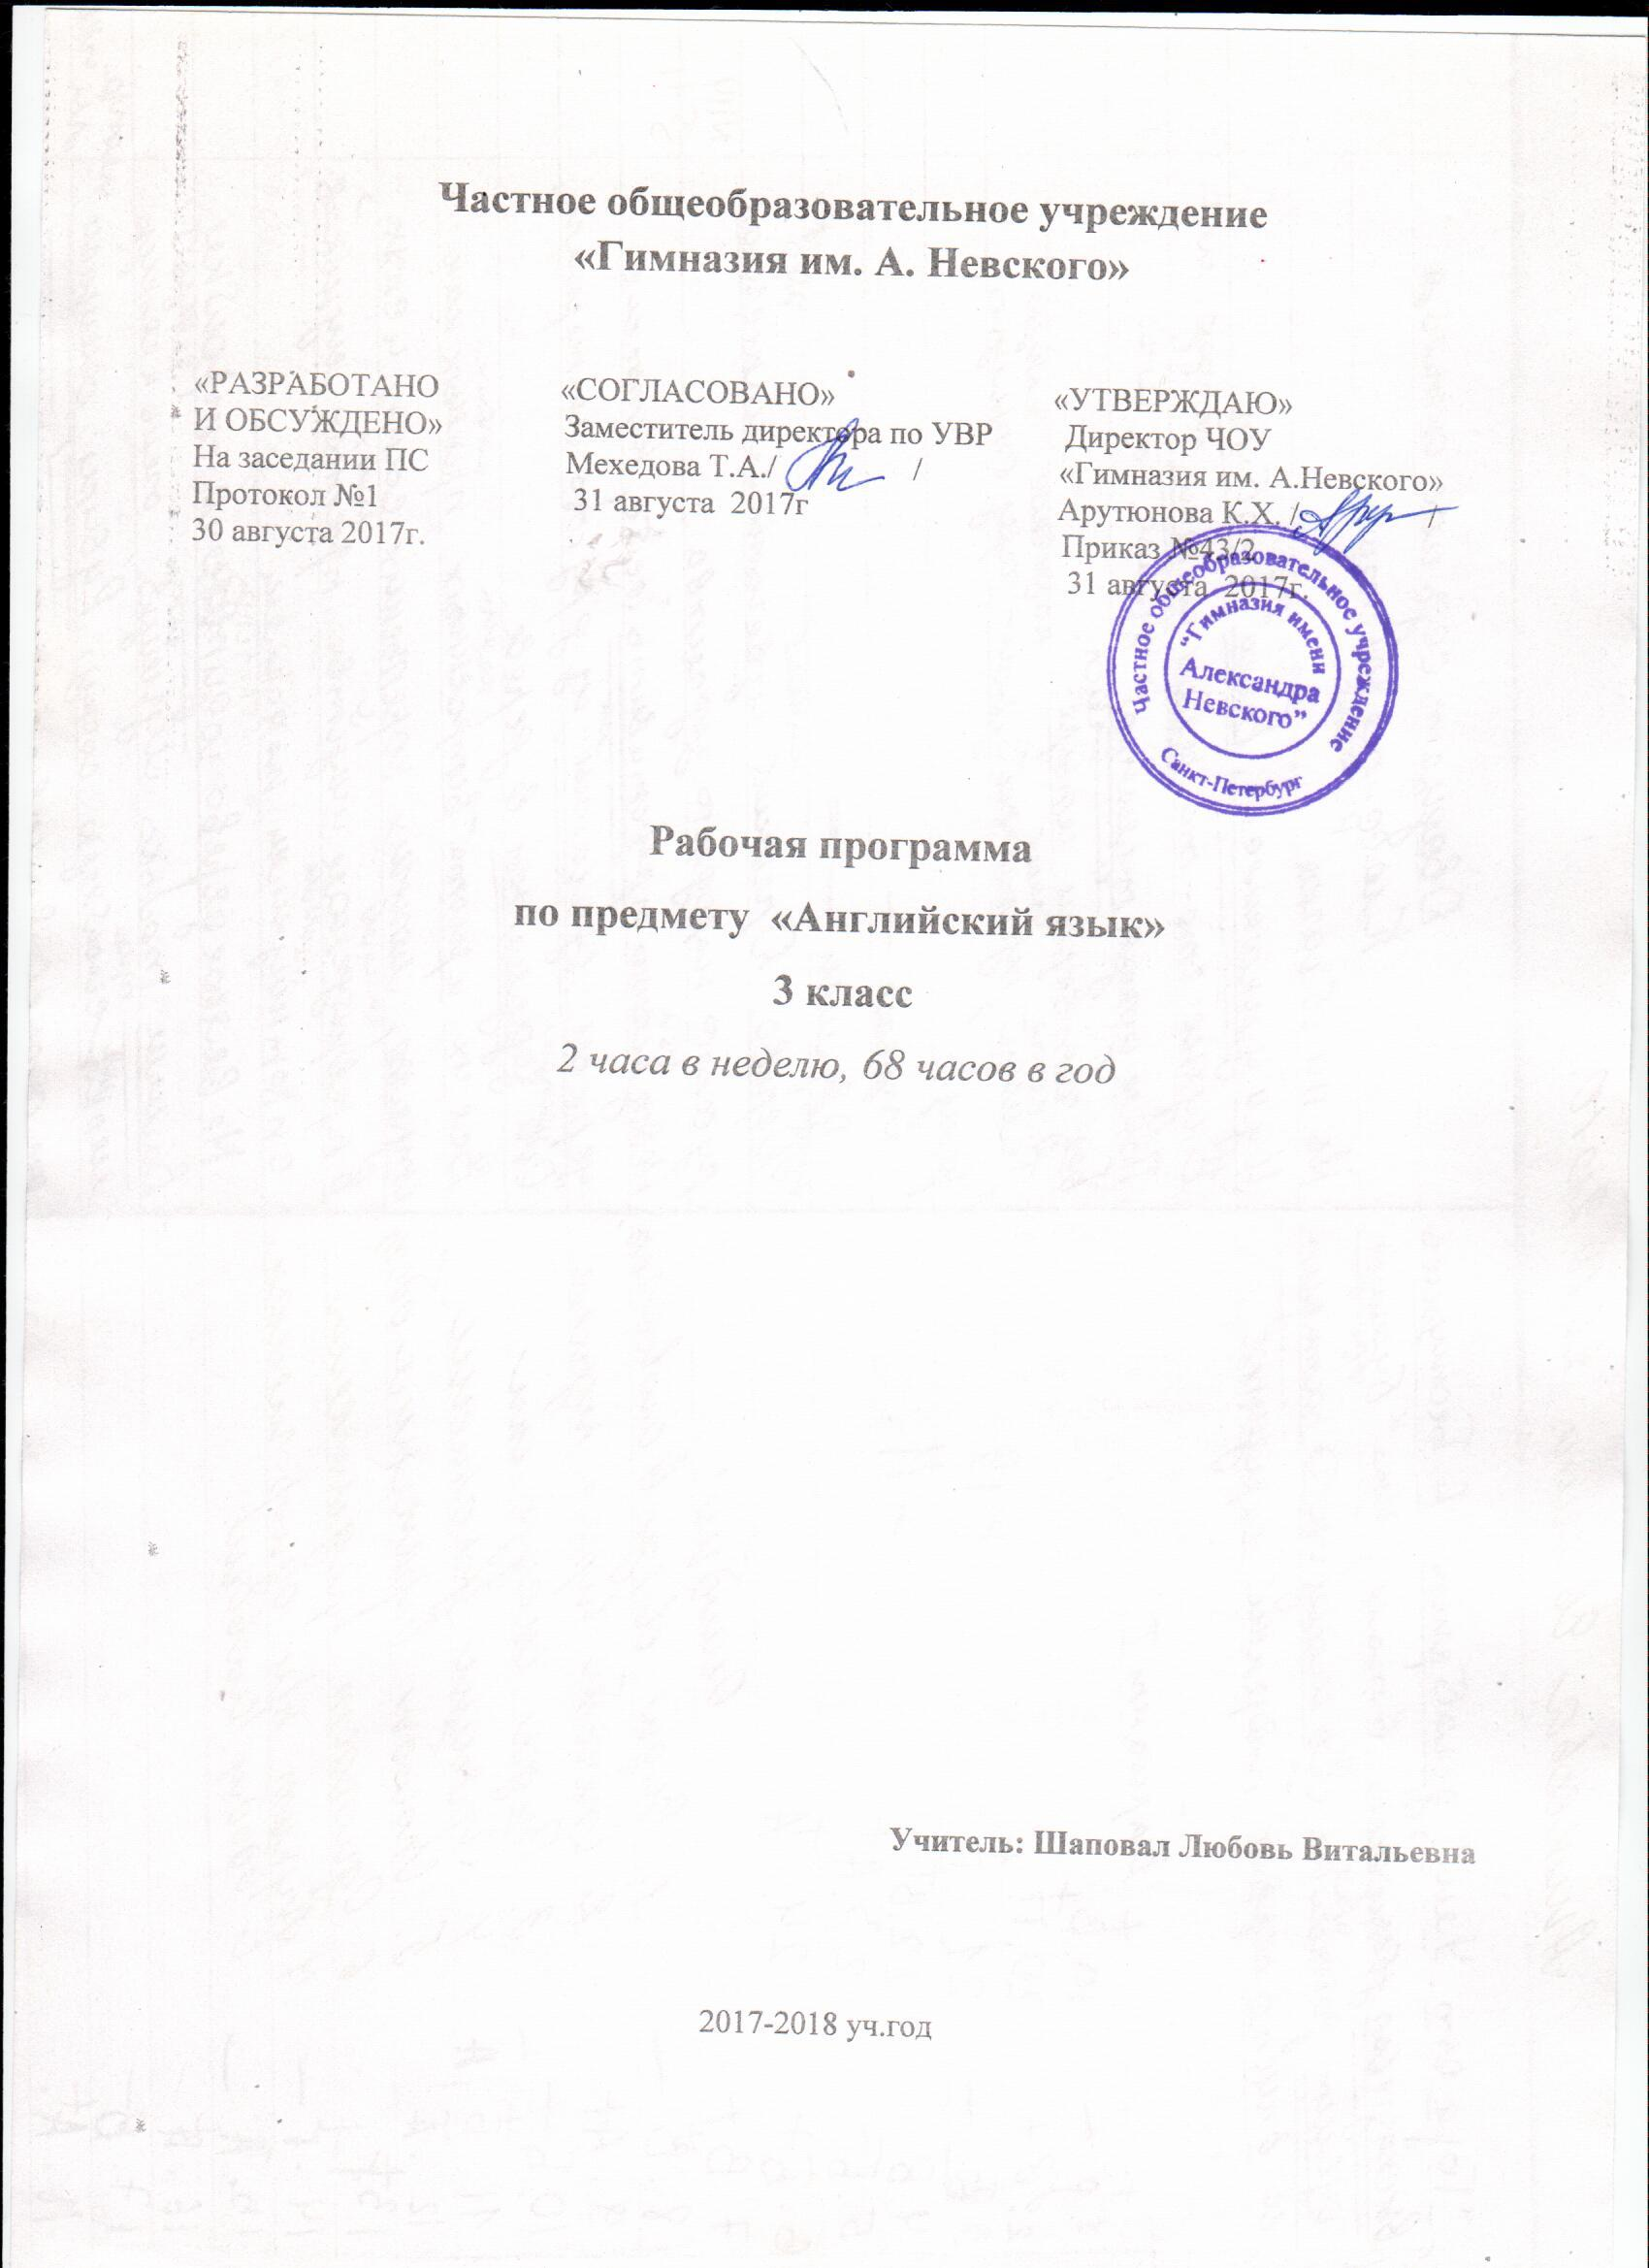 Частное общеобразовательное учреждение
«Гимназия им. А. Невского»
«РАЗРАБОТАНО
И ОБСУЖДЕНО»
На заседании ПС
Протокол №1
30 августа 2017г.
«СОГЛАСОВАНО»
Заместитель директора по УВР
Мехедова Т.А./ /
31 августа 2017г
«УТВЕРЖДАЮ»
Директор ЧОУ
«Гимназия им. А.Невского»
Арутюнова К.Х. / /
Приказ №43/2
31 августа 2017г.
Частное общеобразовательное учреждение
"Гимназия имени
Александра
Невского"
Санкт-Петербург
Рабочая программа
по предмету «Английский язык»
3 класс
2 часа в неделю, 68 часов в год
Учитель: Шаповал Любовь Витальевна
2017-2018 уч.год